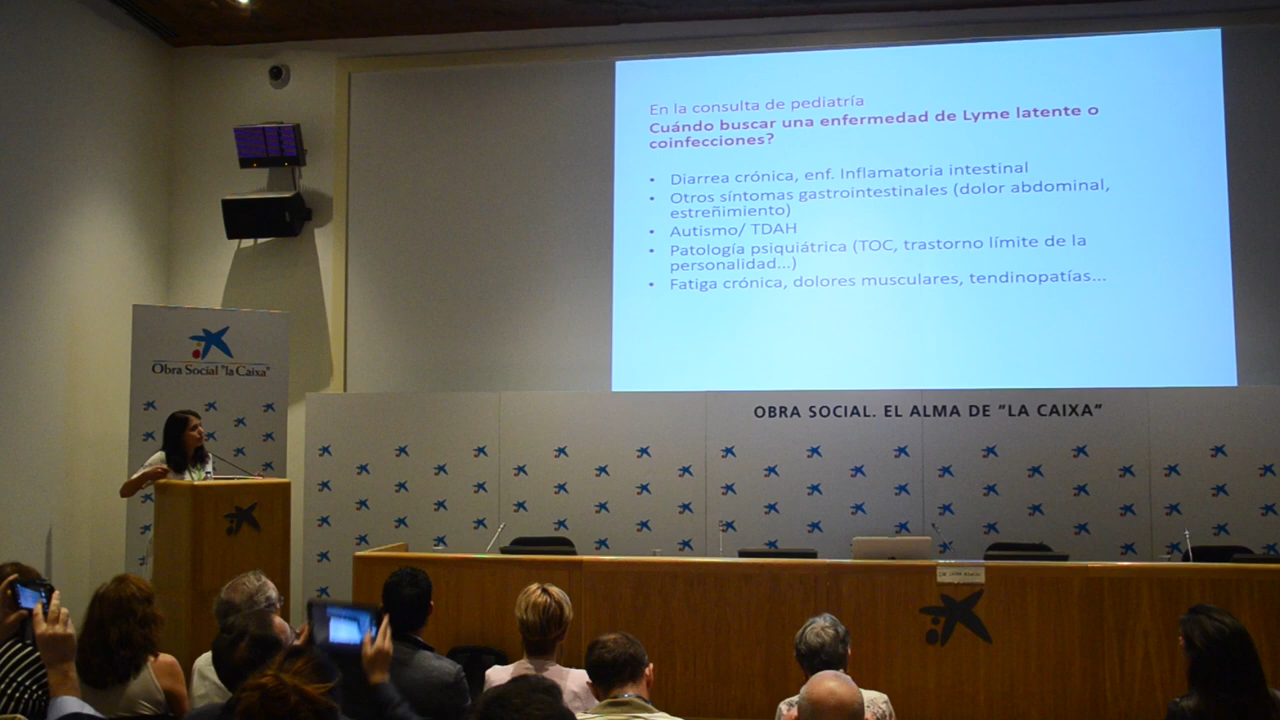 En la consulta de pediatría
Cuándo buscar una enfermedad de Lyme latente o
coinfecciones?
• Diarrea crónica, enf. Inflamatoria intestinal
• Otros síntomas gastrointestinales (dolor abdominal,
estreñimiento)
• Autismo/ TDAH
• Patología psiquiátrica (TOC, trastorno límite de la
personalidad...)
• Fatiga crónica, dolores musculares, tendinopatías...
Obra Social "la Caixa"
OBRA SOCIAL. EL ALMA DE "LA CAIXA"